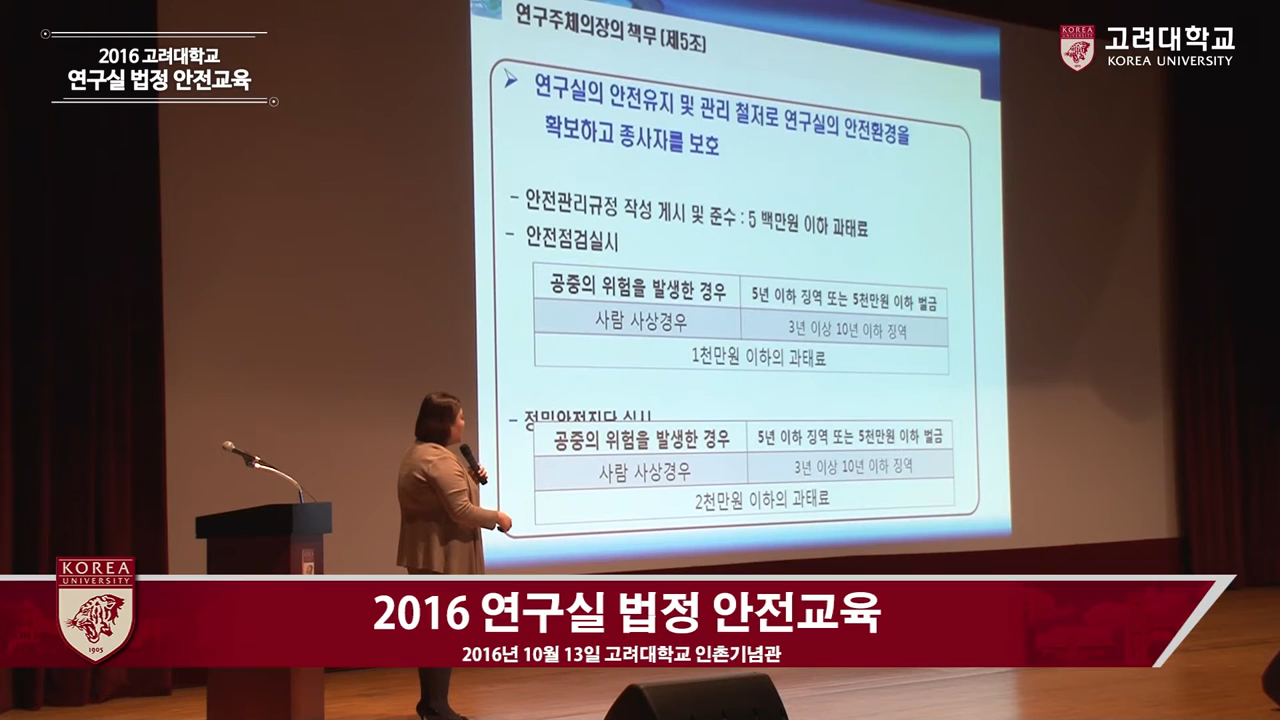 2016 고려대학교
연구실 법정 안전교육
KOREA
UNIVERSITY
고려대학교
KOREA UNIVERSITY
연구주체의장의 책무 (제5조)
연구실의 안전유지 및 관리 철저로 연구실의 안전환경을
확보하고 종사자를 보호
- 안전관리규정 작성 게시 및 준수 : 5 백만원 이하 과태료
- 안전점검실시
공중의 위험을 발생한 경우 5년 이하 징역 또는 5천만원 이하 벌금
사람 사상경우 3년 이상 10년 이하 징역
1천만원 이하의 과태료
- 정밀안전진단 실시
공중의 위험을 발생한 경우 5년 이하 징역 또는 5천만원 이하 벌금
사람 사상경우 3년 이상 10년 이하 징역
2천만원 이하의 과태료
KOREA
UNIVERSITY
1905
2016 연구실 법정 안전교육
2016년 10월 13일 고려대학교 인촌기념관